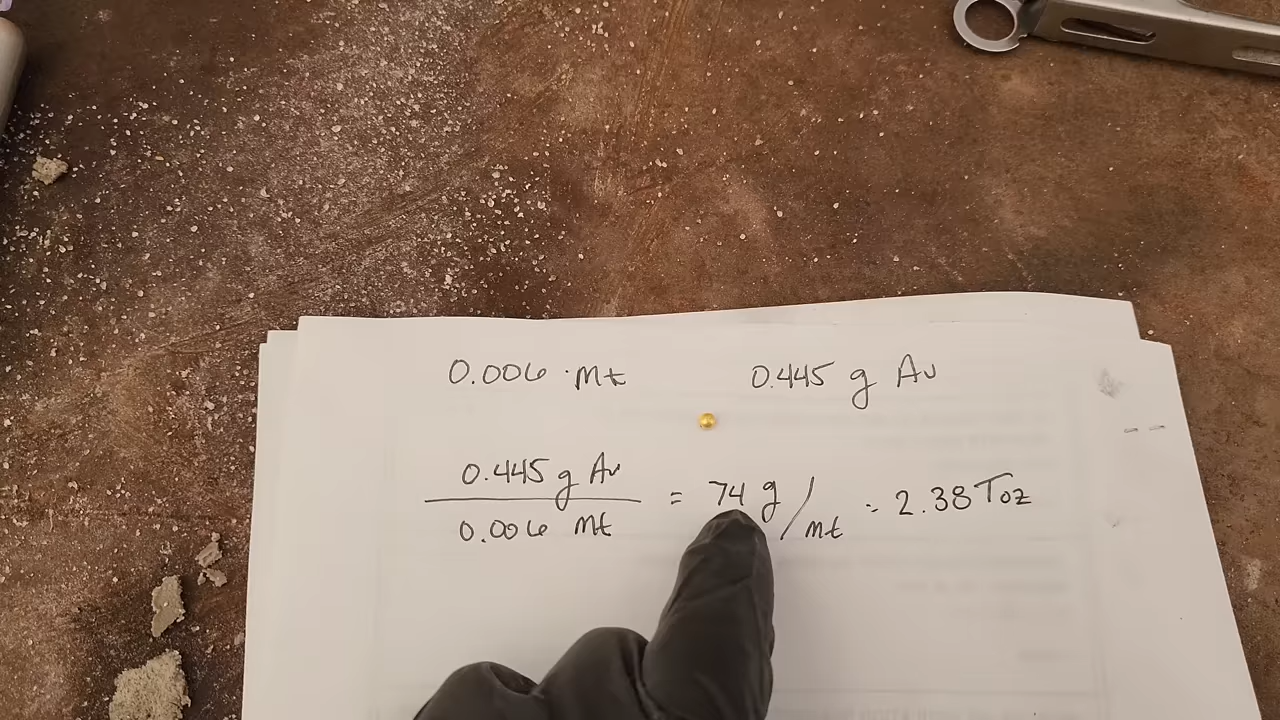 0.006 Mt 0.445 g Au
0.445 g Au
0.006 Mt
= 74 g/mt = 2.38 Toz